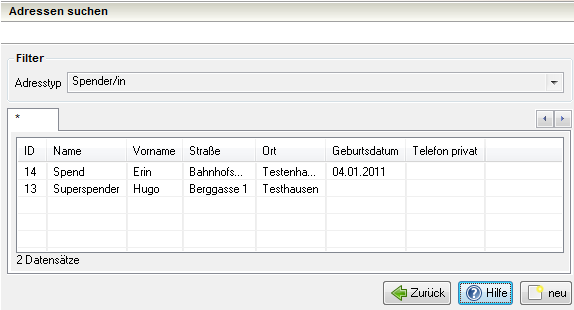 Adressen suchen
Filter
Adresstyp Spender/in
*
ID Name Vorname Straße Ort Geburtsdatum Telefon privat
14 Spend Erin Bahnhofs... Testenha... 04.01.2011
13 Superspender Hugo Berggasse 1 Testhausen
2 Datensätze
Zurück Hilfe neu